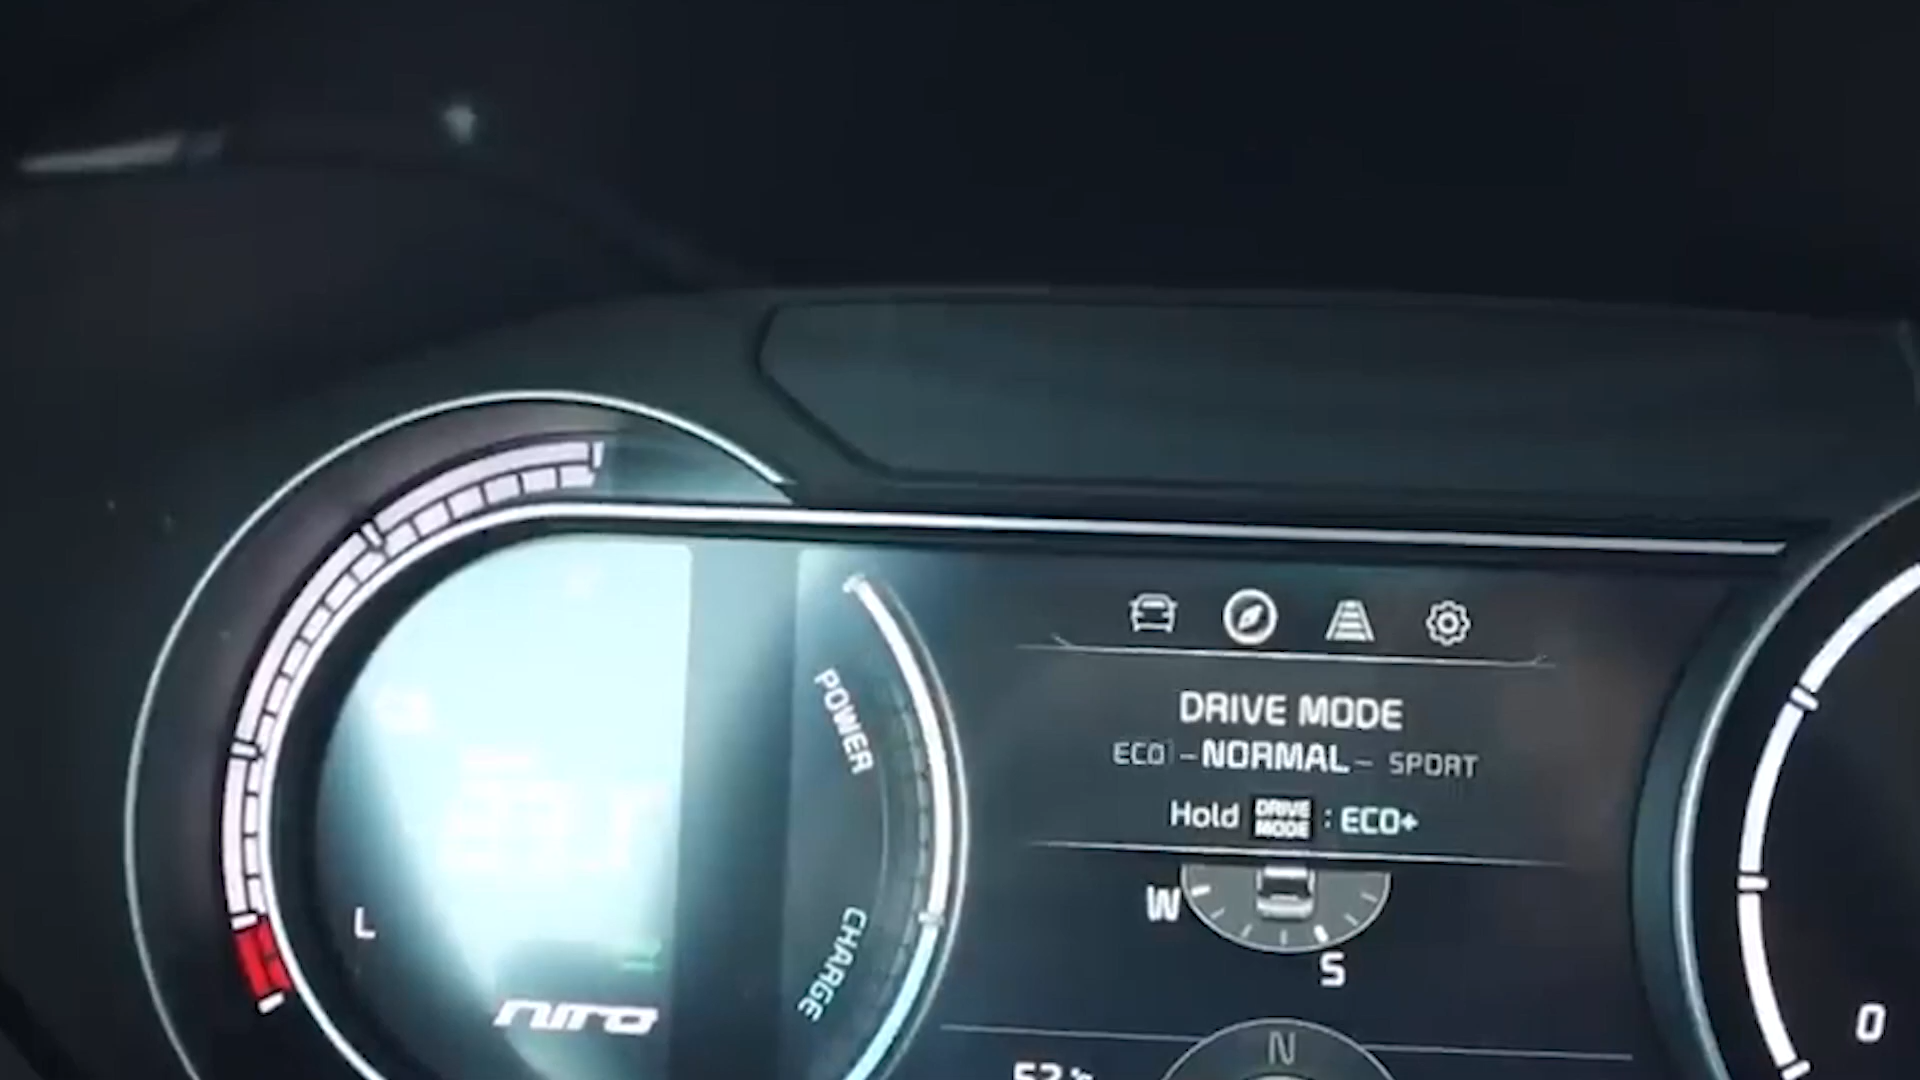 POWER
CHARGE
L
NIRO
DRIVE MODE
ECO - NORMAL - SPORT
Hold DRIVE MODE : ECO+
W
S
N
0